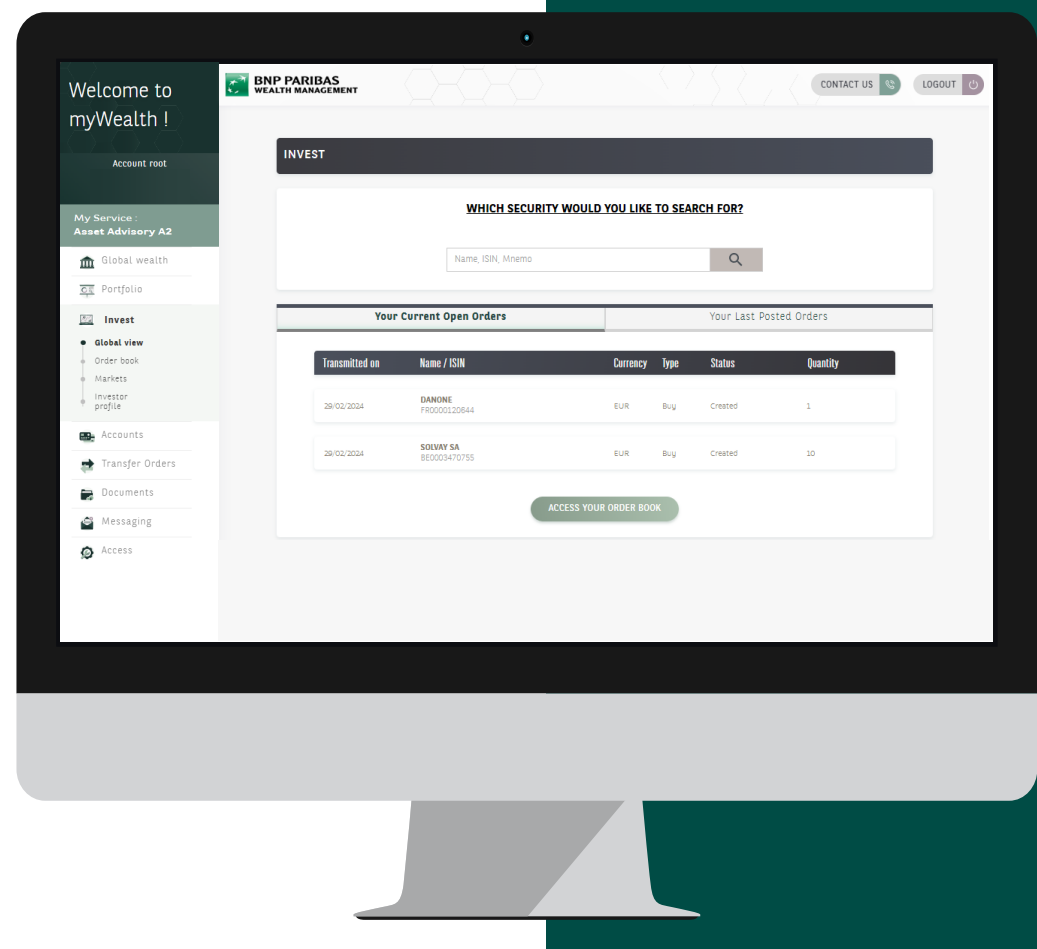 Welcome to
myWealth !
Account root
My Service :
Asset Advisory A2
Global wealth
Portfolio
Invest
Global view
Order book
Markets
Investor
profile
Accounts
Transfer Orders
Documents
Messaging
Access
BNP PARIBAS
WEALTH MANAGEMENT
CONTACT US
LOGOUT
INVEST
WHICH SECURITY WOULD YOU LIKE TO SEARCH FOR?
Name, ISIN, Mnemo
Your Current Open Orders
Your Last Posted Orders
Transmitted on Name / ISIN Currency Type Status Quantity
29/02/2024 DANONE EUR Buy Created 1
FR0000120644
29/02/2024 SOLVAY SA EUR Buy Created 10
BE0003470755
ACCESS YOUR ORDER BOOK